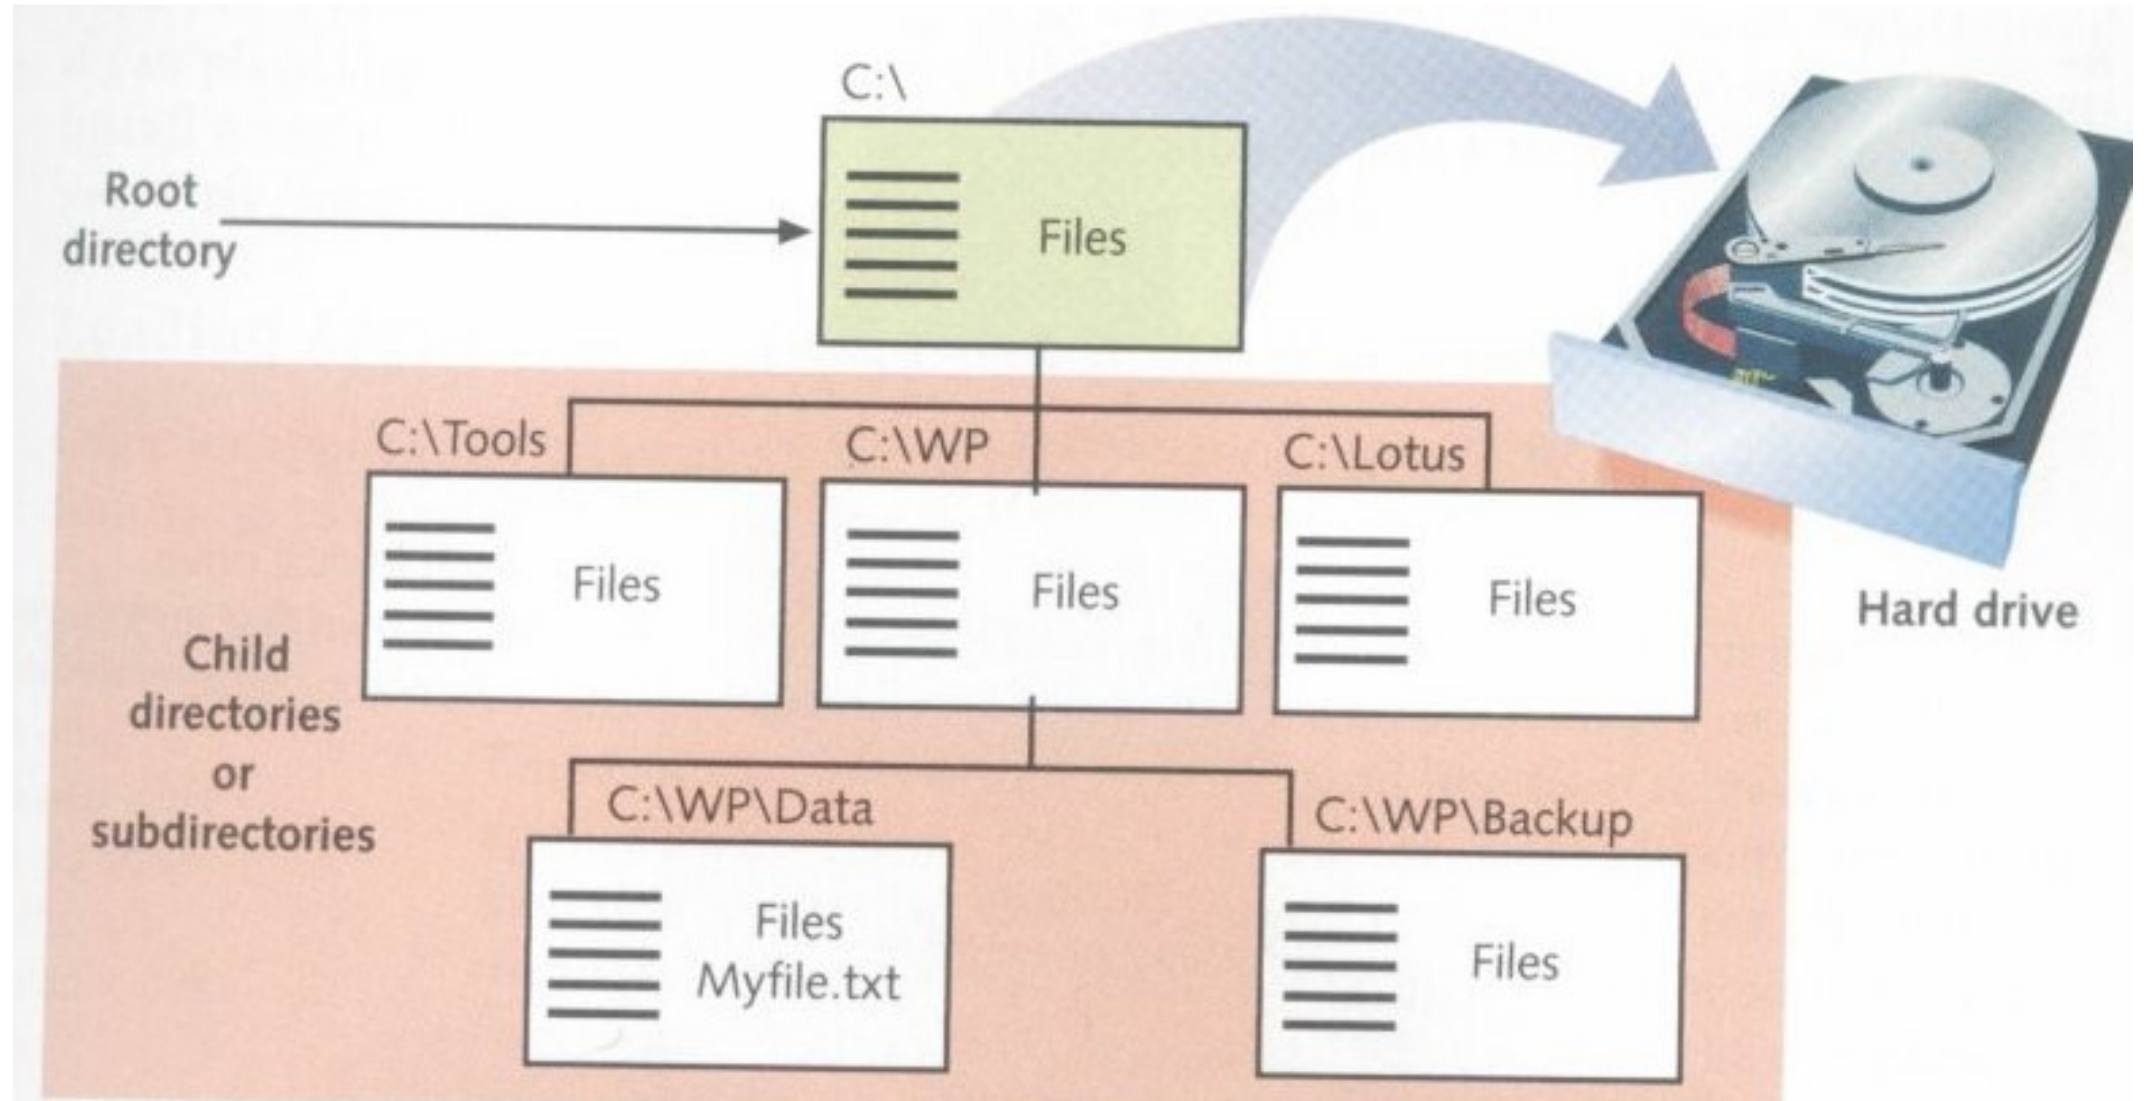 C:\
Root
directory
Files
C:\Tools
C:\WP
C:\Lotus
Files
Files
Files
Hard drive
Child
directories
or
subdirectories
C:\WP\Data
C:\WP\Backup
Files
Myfile.txt
Files